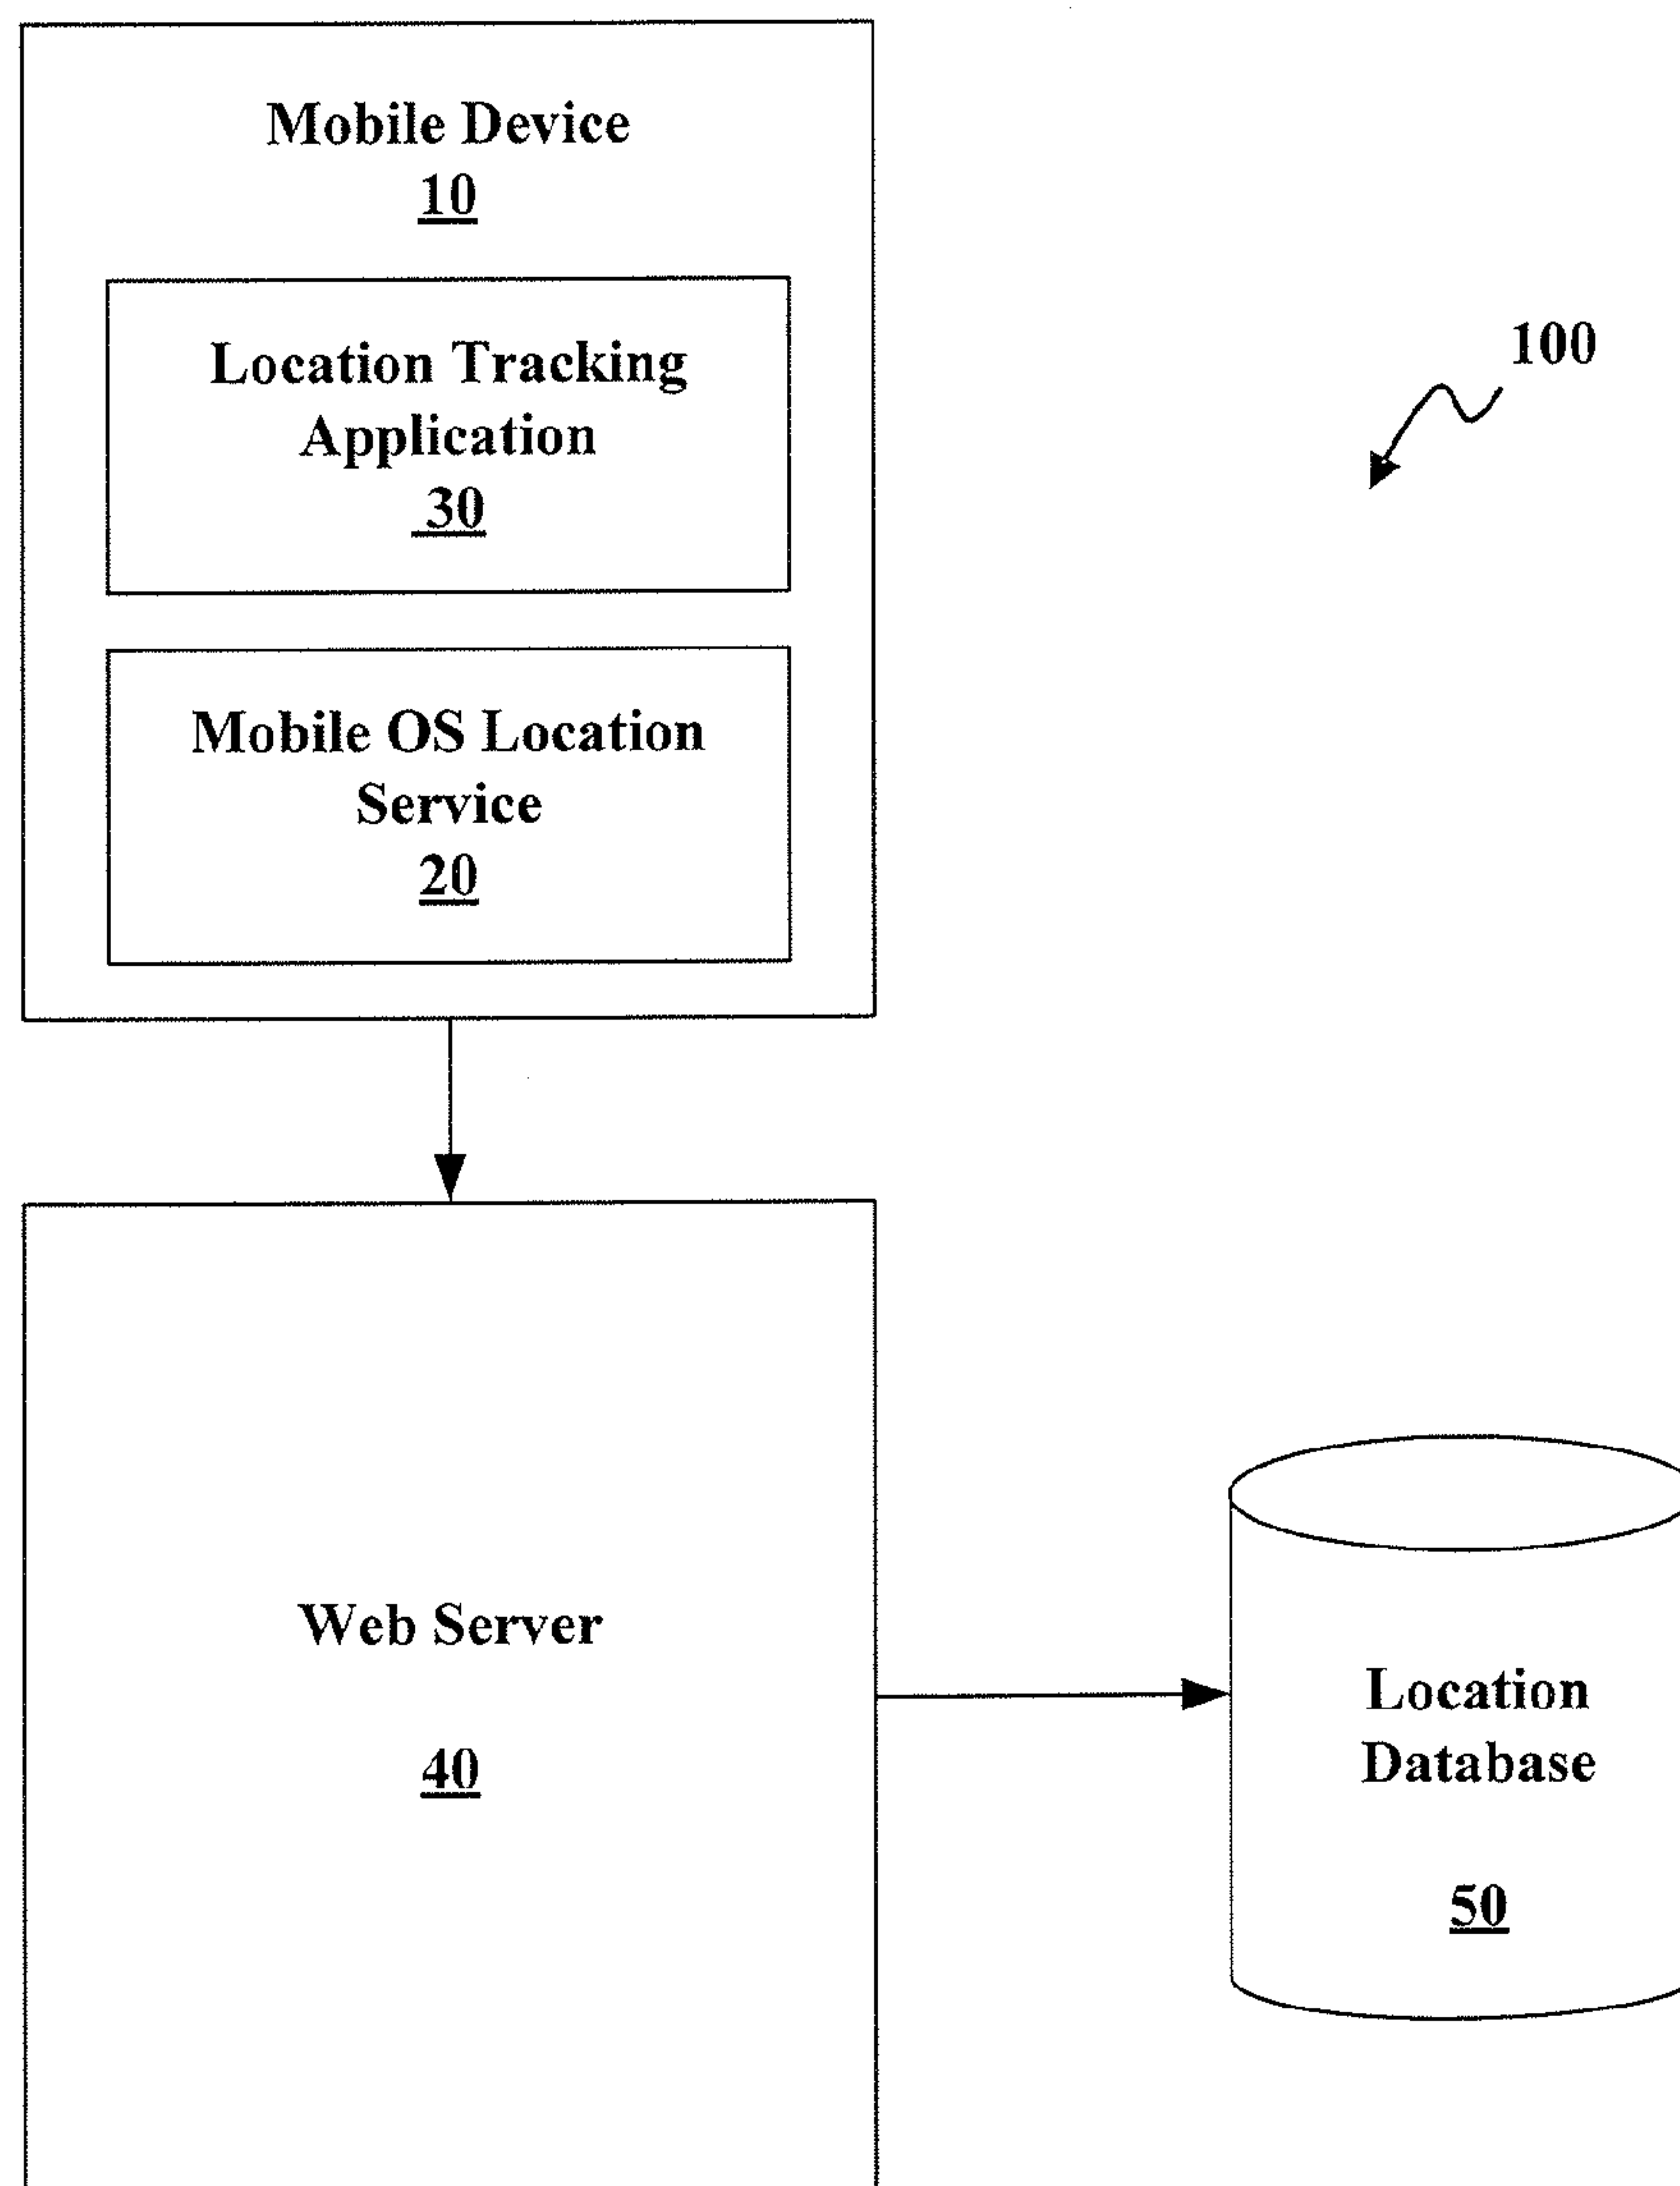 Mobile Device
10
Location Tracking
Application
30
100
Mobile OS Location
Service
20
Web Server
40
Location
Database
50